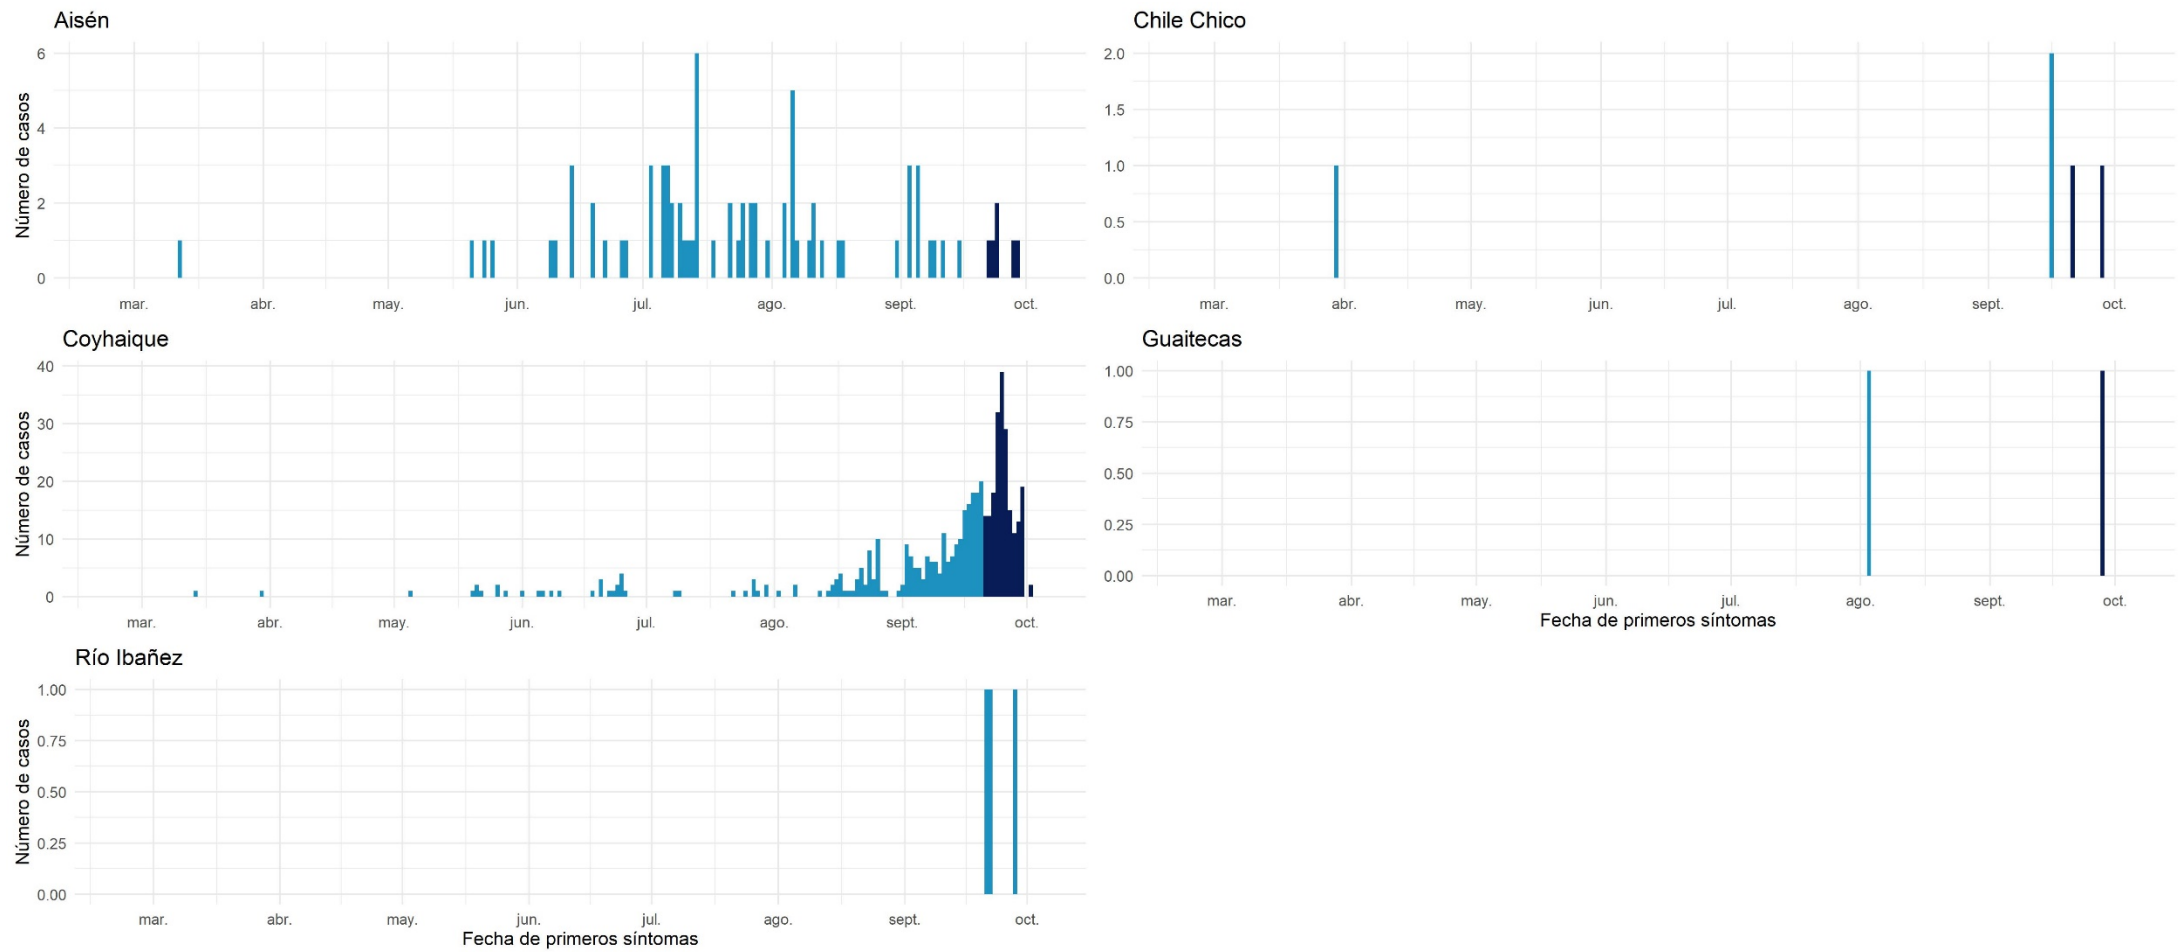 Aisén
Número de casos
6
4
2
0
mar. abr. may. jun. jul. ago. sept. oct.
Chile Chico
2.0
1.5
1.0
0.5
0.0
mar. abr. may. jun. jul. ago. sept. oct.
Coyhaique
Número de casos
40
30
20
10
0
mar. abr. may. jun. jul. ago. sept. oct.
Guaitecas
1.00
0.75
0.50
0.25
0.00
mar. abr. may. jun. jul. ago. sept. oct.
Fecha de primeros síntomas
Río Ibañez
Número de casos
1.00
0.75
0.50
0.25
0.00
mar. abr. may. jun. jul. ago. sept. oct.
Fecha de primeros síntomas